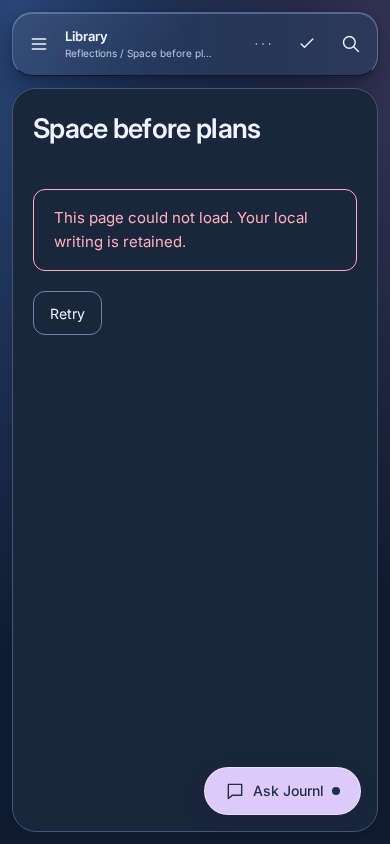 Library
Reflections / Space before pl...
Space before plans
This page could not load. Your local
writing is retained.
Retry
Ask Journl